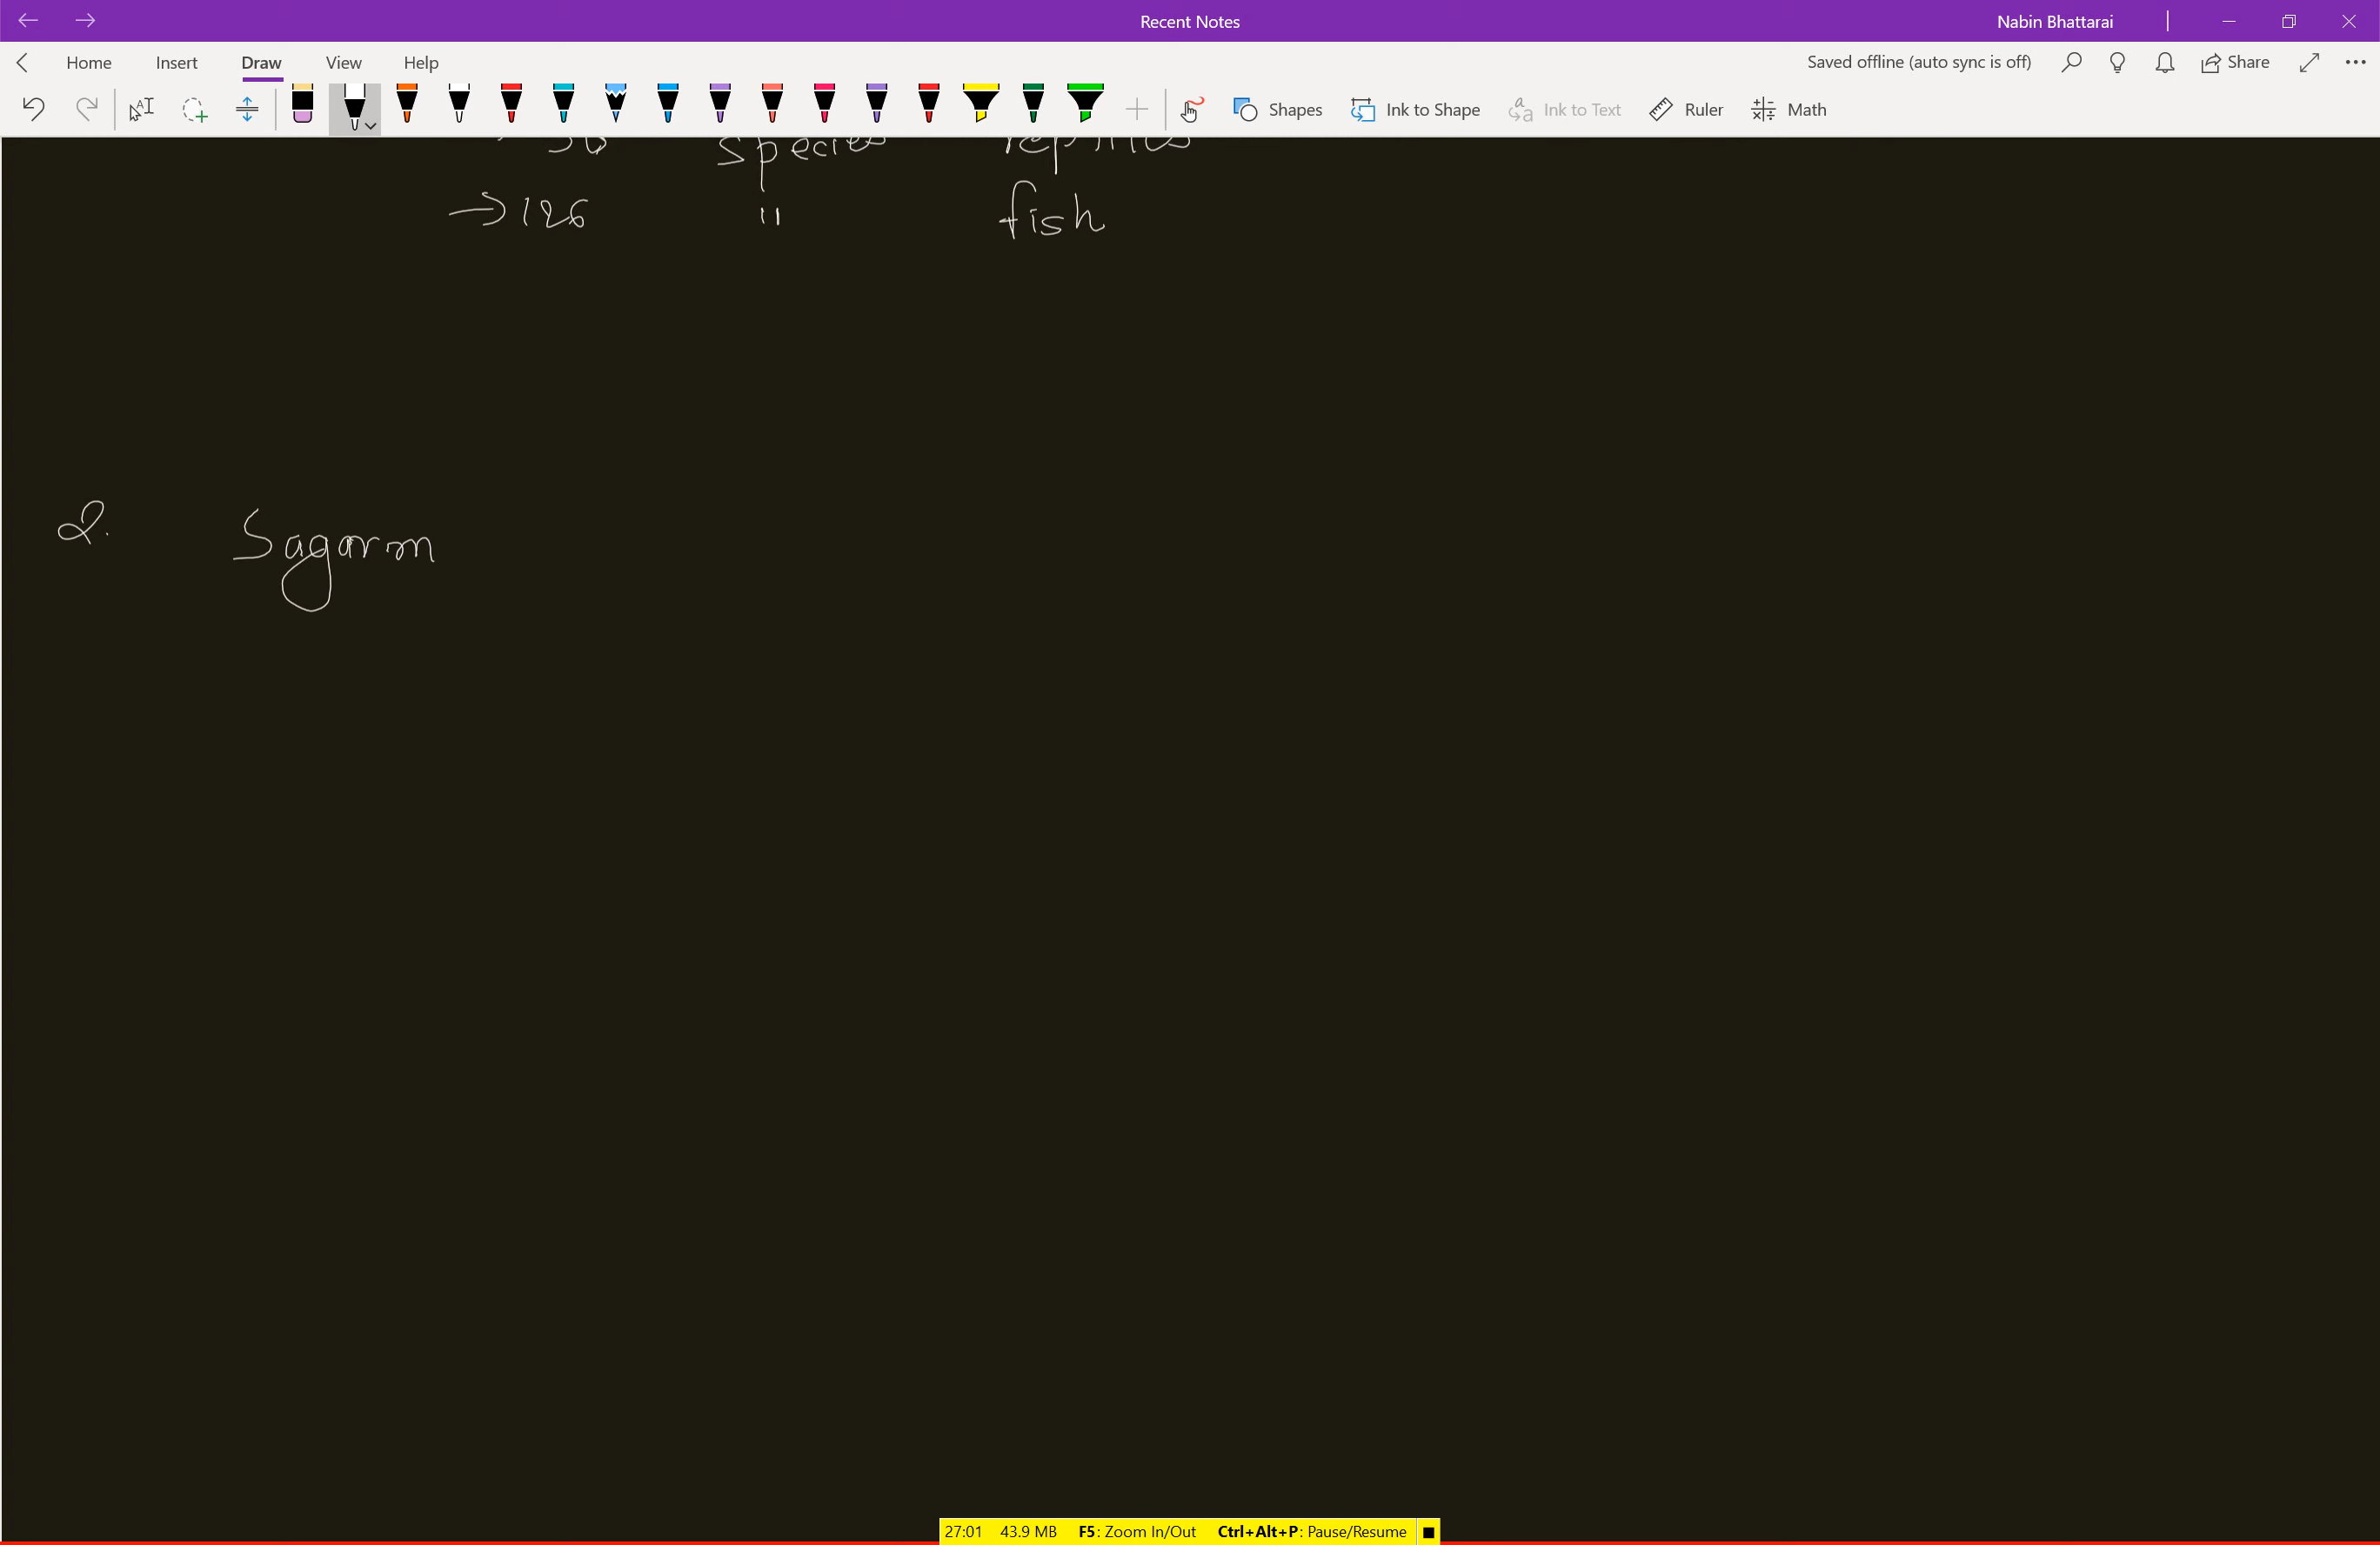 Recent Notes Nabin Bhattarai
Home Insert Draw View Help Saved offline (auto sync is off) Share
Shapes Ink to Shape Ink to Text Ruler Math
species
→ 126 " fish
2. Sagarm
27:01 43.9 MB F5: Zoom In/Out Ctrl+Alt+P: Pause/Resume